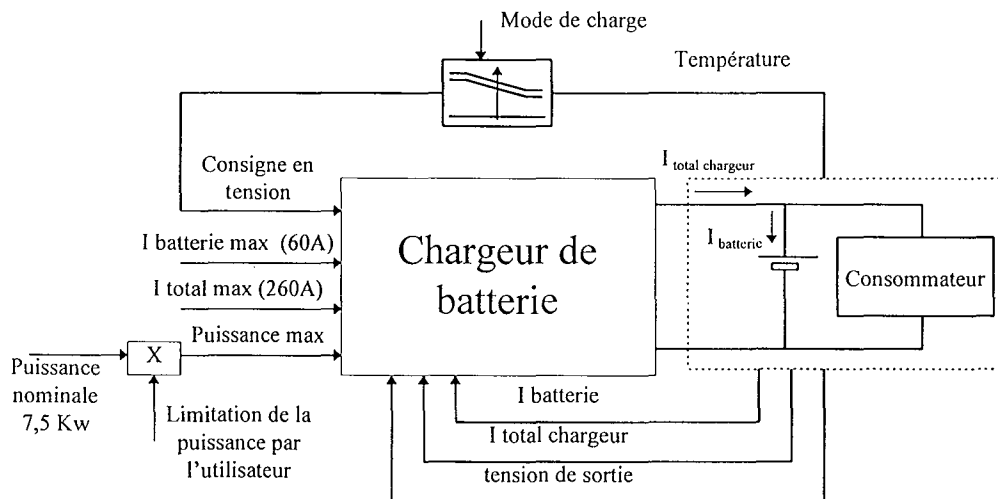 Mode de charge
Température
Consigne en
tension
I total chargeur
I batterie max (60A)
I batterie
I total max (260A)
Chargeur de
batterie
Consommateur
Puissance max
X
Puissance
nominale
7,5 Kw
Limitation de la
puissance par
l'utilisateur
I batterie
I total chargeur
tension de sortie